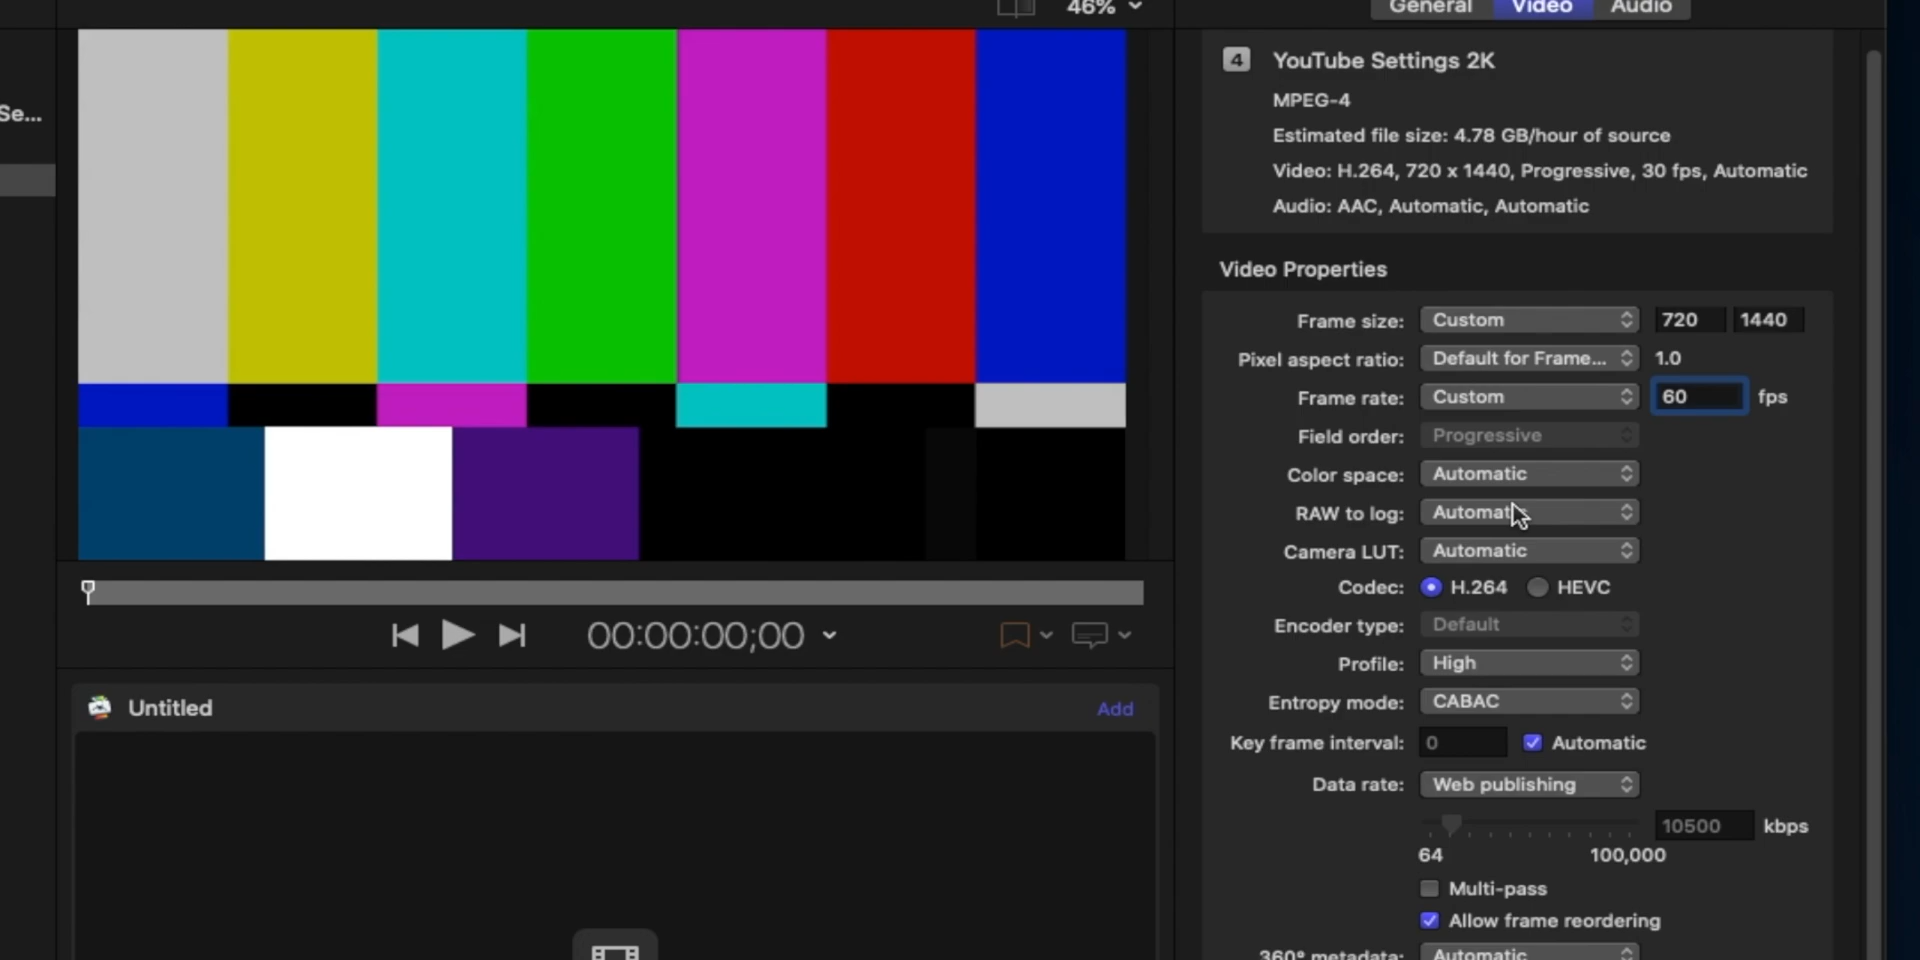 46%
General Video Audio
Se...
4 YouTube Settings 2K
MPEG-4
Estimated file size: 4.78 GB/hour of source
Video: H.264, 720 x 1440, Progressive, 30 fps, Automatic
Audio: AAC, Automatic, Automatic
Video Properties
Frame size: Custom 720 1440
Pixel aspect ratio: Default for Frame... 1.0
Frame rate: Custom 60 fps
Field order: Progressive
Color space: Automatic
RAW to log: Automatic
Camera LUT: Automatic
Codec: H.264 HEVC
Encoder type: Default
Profile: High
Entropy mode: CABAC
Key frame interval: 0 Automatic
Data rate: Web publishing
10500 kbps
64 100,000
Multi-pass
Allow frame reordering
360° metadata: Automatic
00:00:00;00
Untitled Add